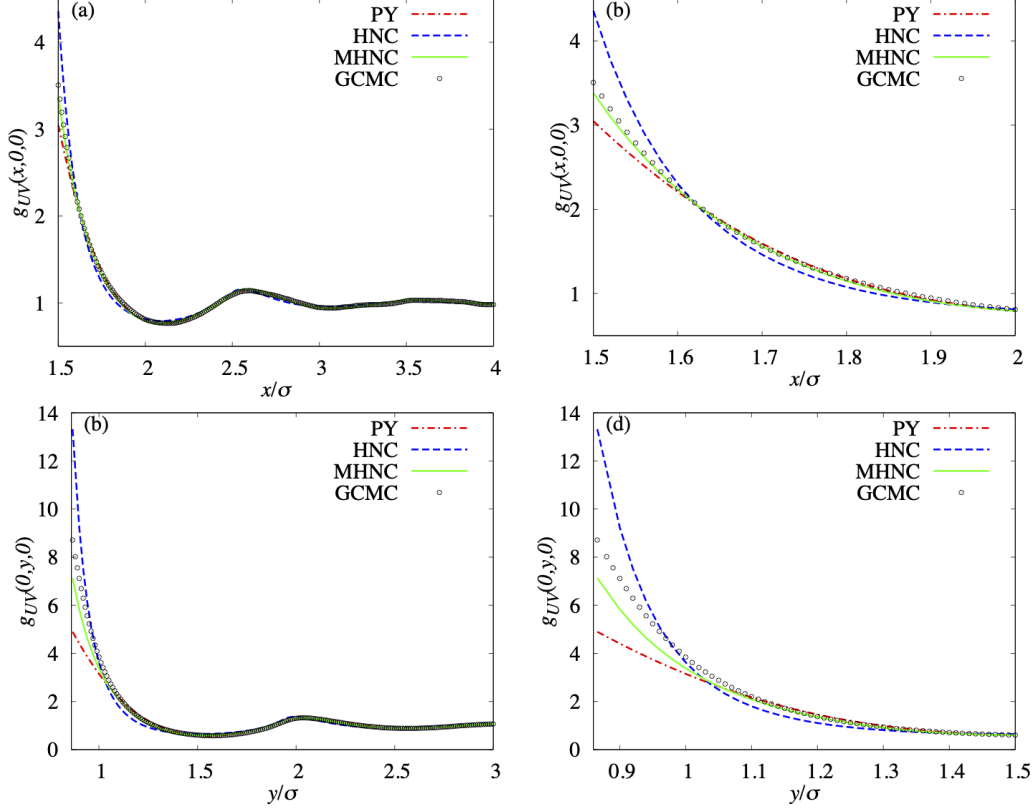 (a)
PY
HNC
MHNC
GCMC
4
3
2
1
g_UV(x,0,0)
1.5 2 2.5 3 3.5 4
x/σ
(b)
PY
HNC
MHNC
GCMC
4
3
2
1
g_UV(x,0,0)
1.5 1.6 1.7 1.8 1.9 2
x/σ
(b)
PY
HNC
MHNC
GCMC
14
12
10
8
6
4
2
0
g_UV(0,y,0)
1 1.5 2 2.5 3
y/σ
(d)
PY
HNC
MHNC
GCMC
14
12
10
8
6
4
2
0
g_UV(0,y,0)
0.9 1 1.1 1.2 1.3 1.4 1.5
y/σ